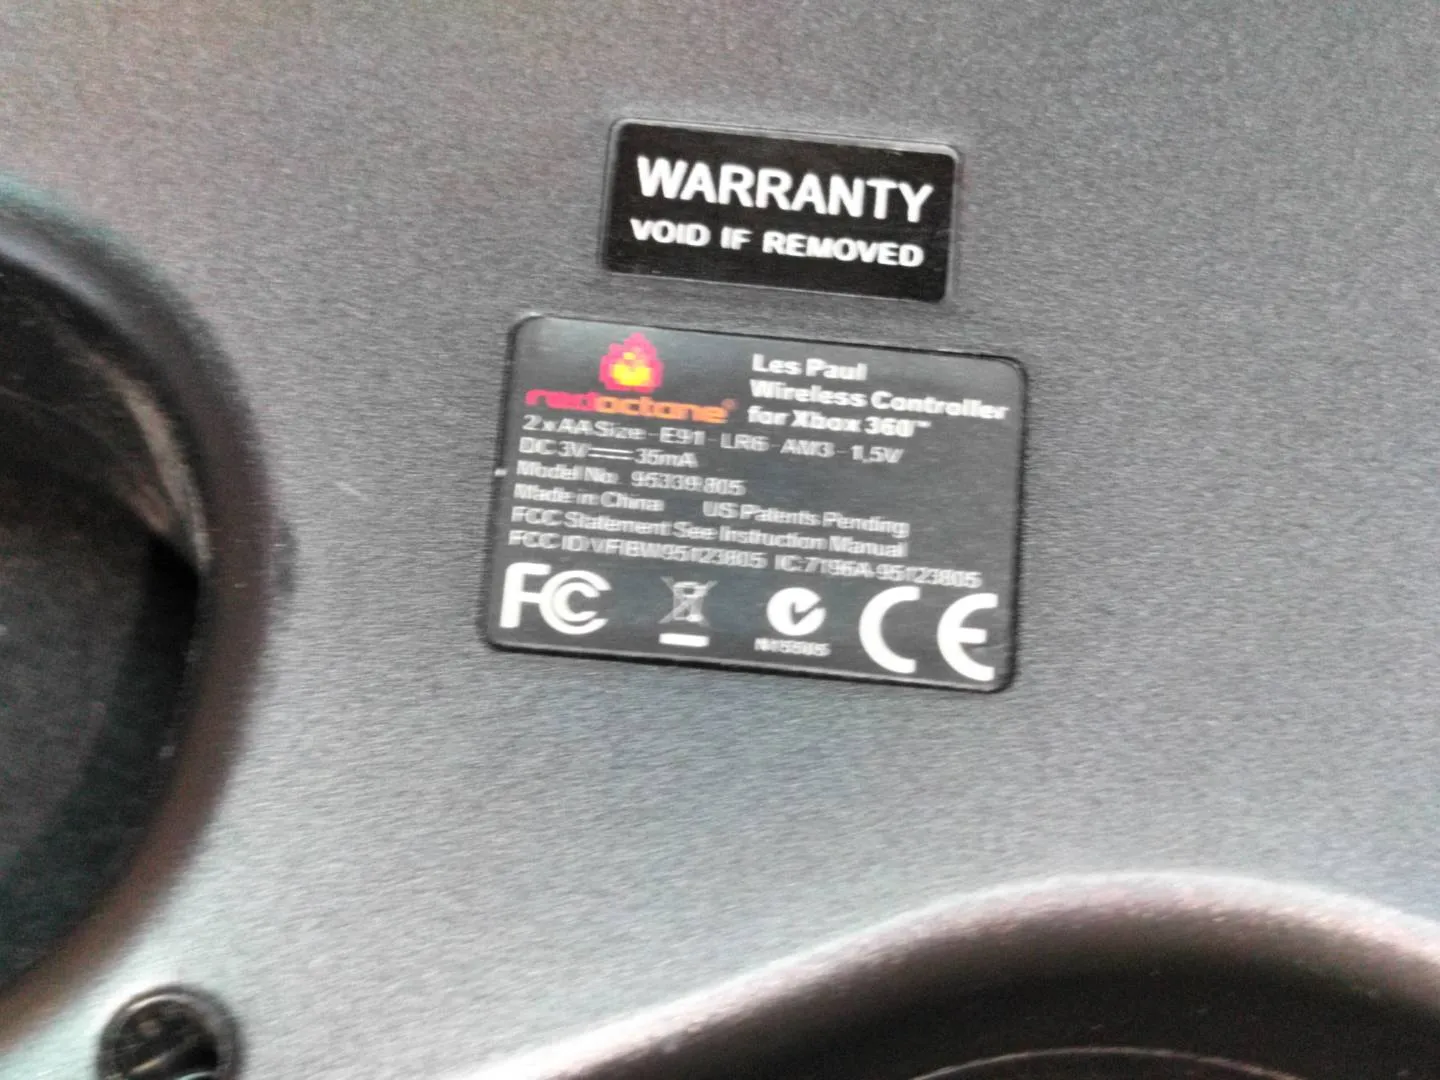 WARRANTY
VOID IF REMOVED
redoctane®
Les Paul
Wireless Controller
for Xbox 360™
2 x AA Size - E91 - LR6 - AM3 - 1,5V
DC 3V 35mA
Model No. 95339.805
Made in China US Patents Pending
FCC Statement See Instruction Manual
FCC ID:VFIBW95123805 IC:7196A-95123805
FC
CE